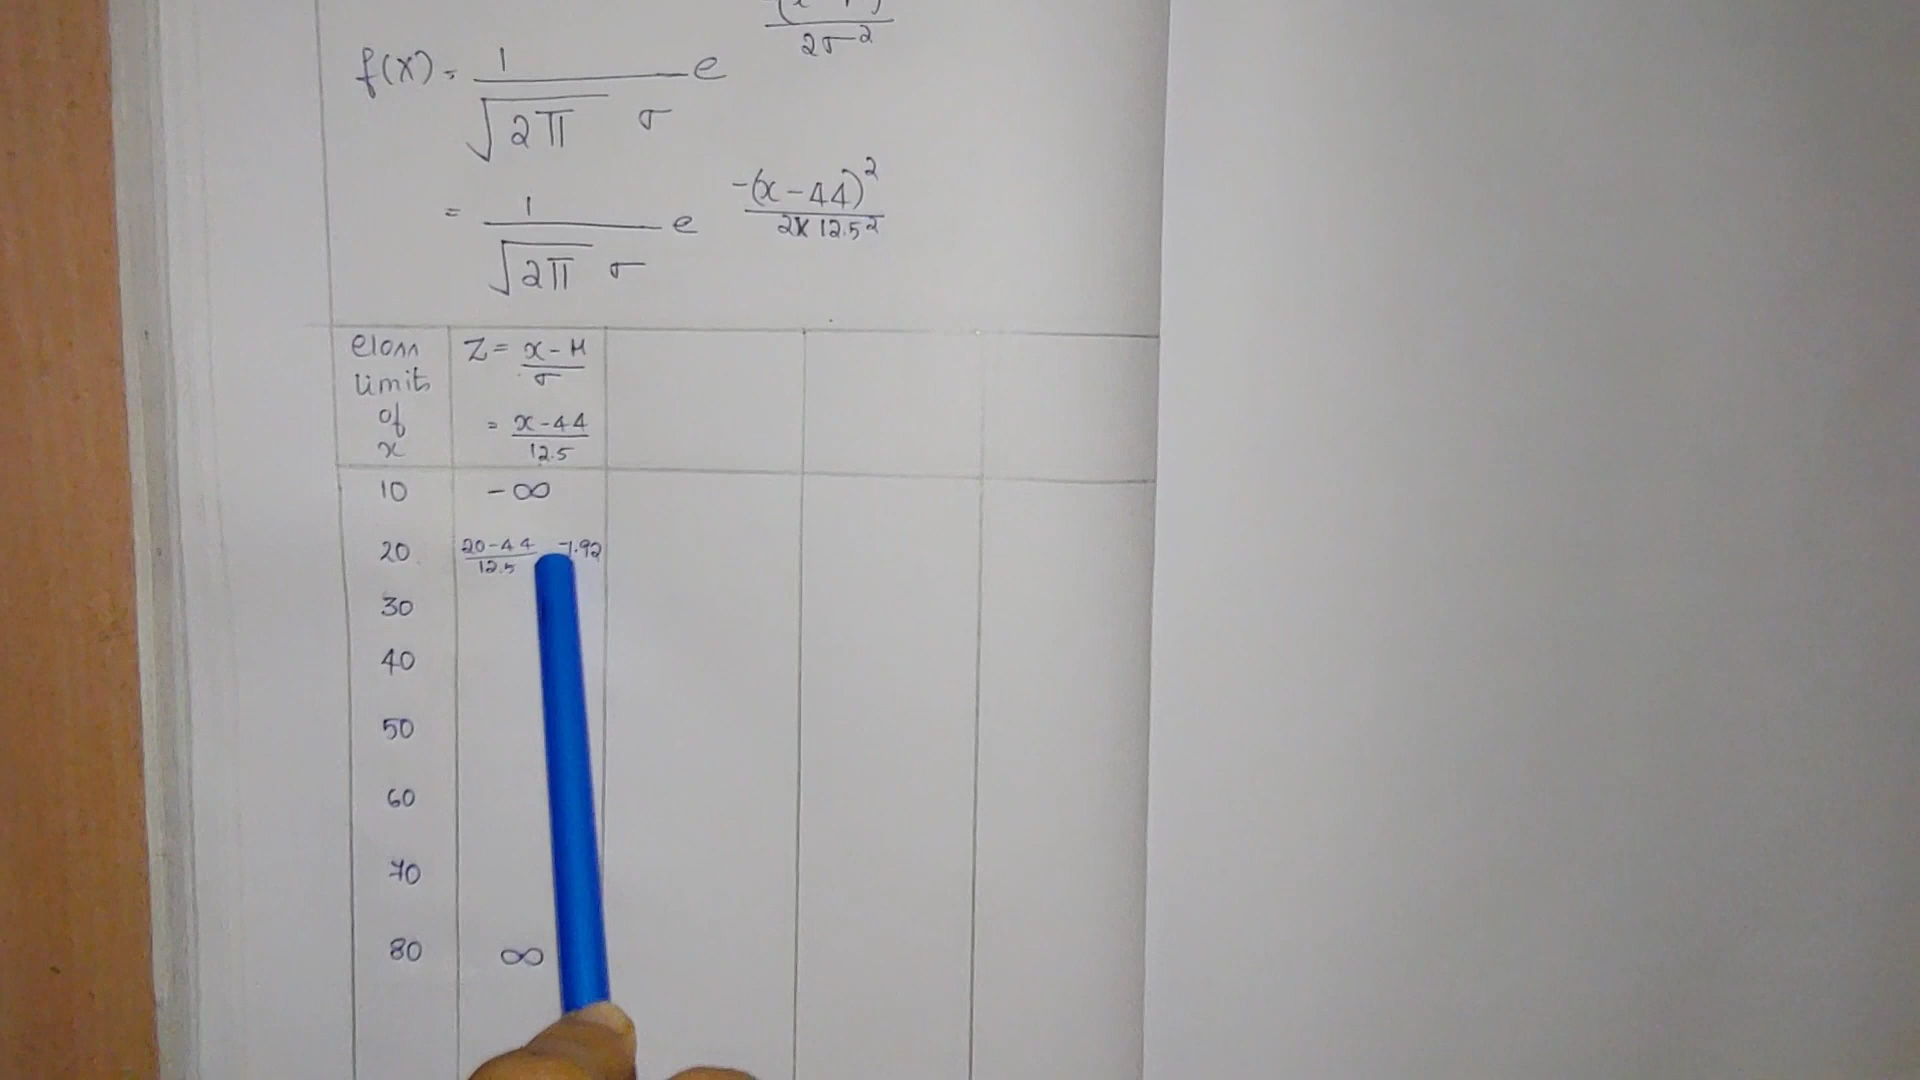 -(x-μ)²
2σ²
f(x) = 1 e
√2π σ
-(x-44)²
2x12.5²
= 1 e
√2π σ
class limits of x
Z = x-μ
σ
= x-44
12.5
10 -∞
20 20-44 -1.92
12.5
30
40
50
60
70
80 ∞